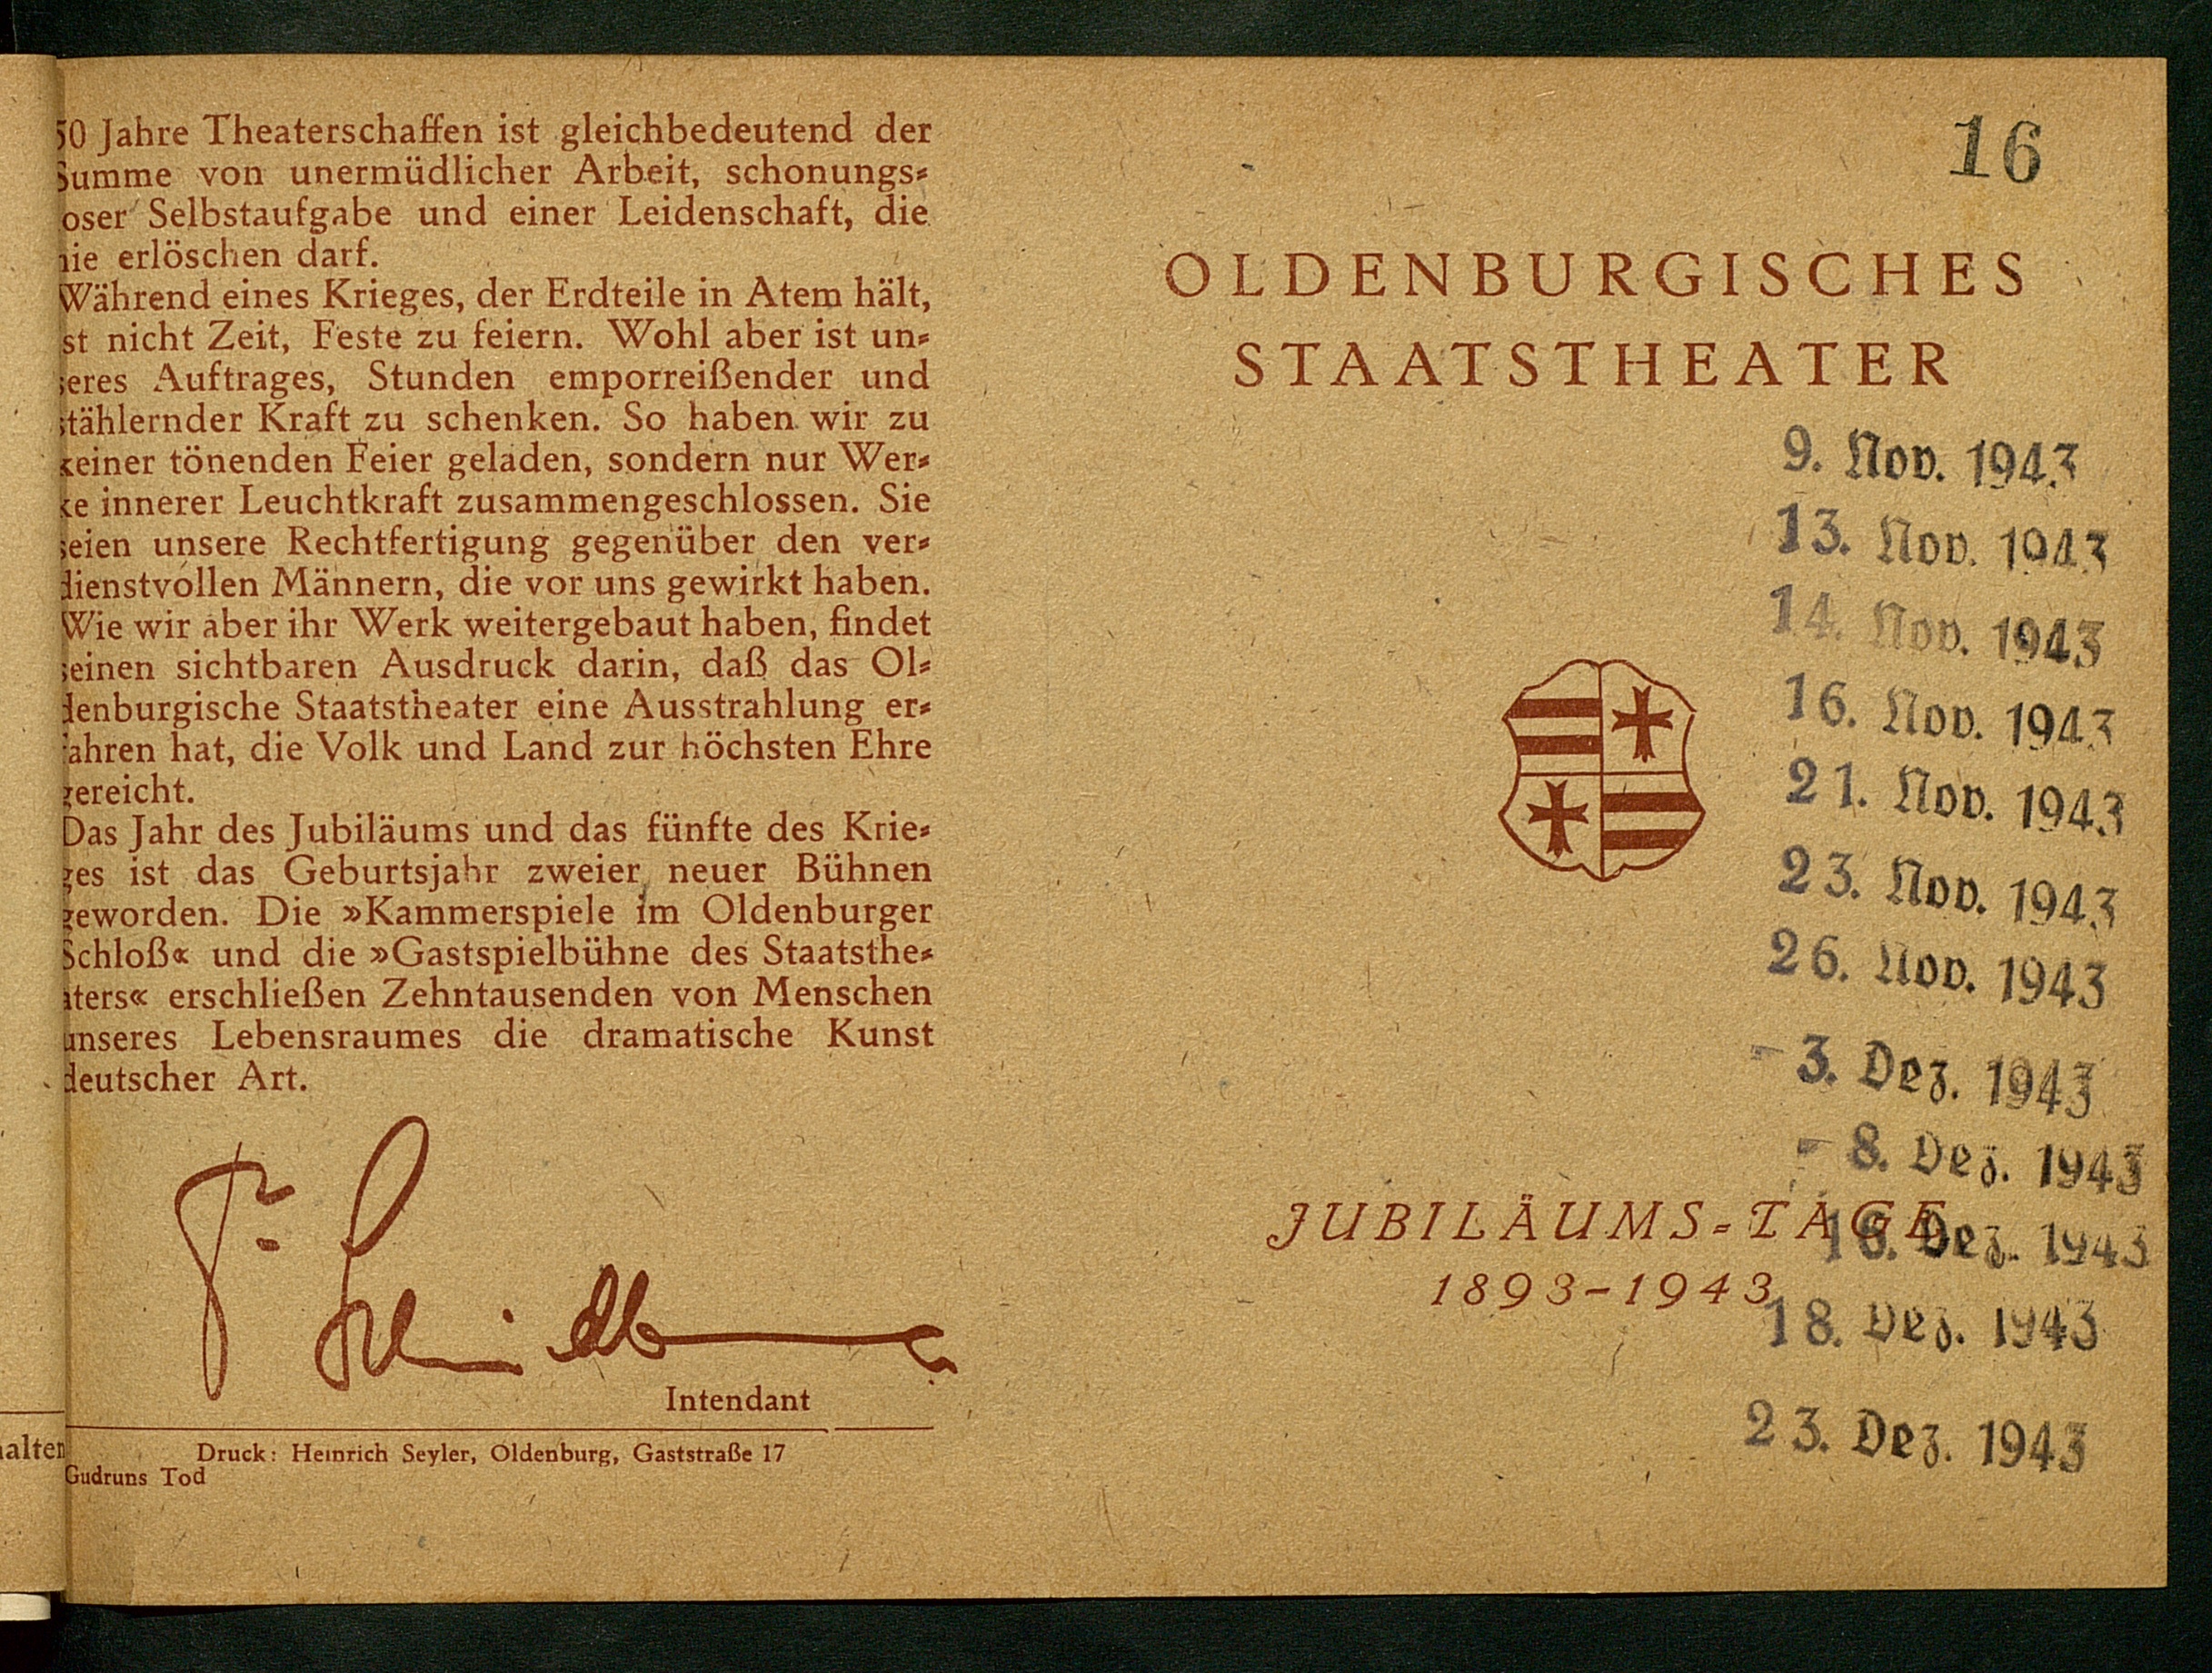 50 Jahre Theaterschaffen ist gleichbedeutend der
Summe von unermüdlicher Arbeit, schonungs-
oser Selbstaufgabe und einer Leidenschaft, die
nie erlöschen darf.
Während eines Krieges, der Erdteile in Atem hält,
st nicht Zeit, Feste zu feiern. Wohl aber ist un-
seres Auftrages, Stunden emporreißender und
stählernder Kraft zu schenken. So haben wir zu
keiner tönenden Feier geladen, sondern nur Wer-
ke innerer Leuchtkraft zusammengeschlossen. Sie
seien unsere Rechtfertigung gegenüber den ver-
dienstvollen Männern, die vor uns gewirkt haben.
Wie wir aber ihr Werk weitergebaut haben, findet
seinen sichtbaren Ausdruck darin, daß das Ol-
denburgische Staatstheater eine Ausstrahlung er-
fahren hat, die Volk und Land zur höchsten Ehre
gereicht.
Das Jahr des Jubiläums und das fünfte des Krie-
ges ist das Geburtsjahr zweier neuer Bühnen
geworden. Die »Kammerspiele im Oldenburger
Schloß« und die »Gastspielbühne des Staatsthe-
aters« erschließen Zehntausenden von Menschen
unseres Lebensraumes die dramatische Kunst
deutscher Art.
Intendant
Druck: Heinrich Seyler, Oldenburg, Gaststraße 17
Gudruns Tod
alten
16
OLDENBURGISCHES
STAATSTHEATER
9. Nov. 1943
13. Nov. 1943
14. Nov. 1943
16. Nov. 1943
21. Nov. 1943
23. Nov. 1943
26. Nov. 1943
- 3. Dez. 1943
- 8. Dez. 1943
JUBILÄUMS-TAGE
16. Dez. 1943
1893-1943
18. Dez. 1943
23. Dez. 1943